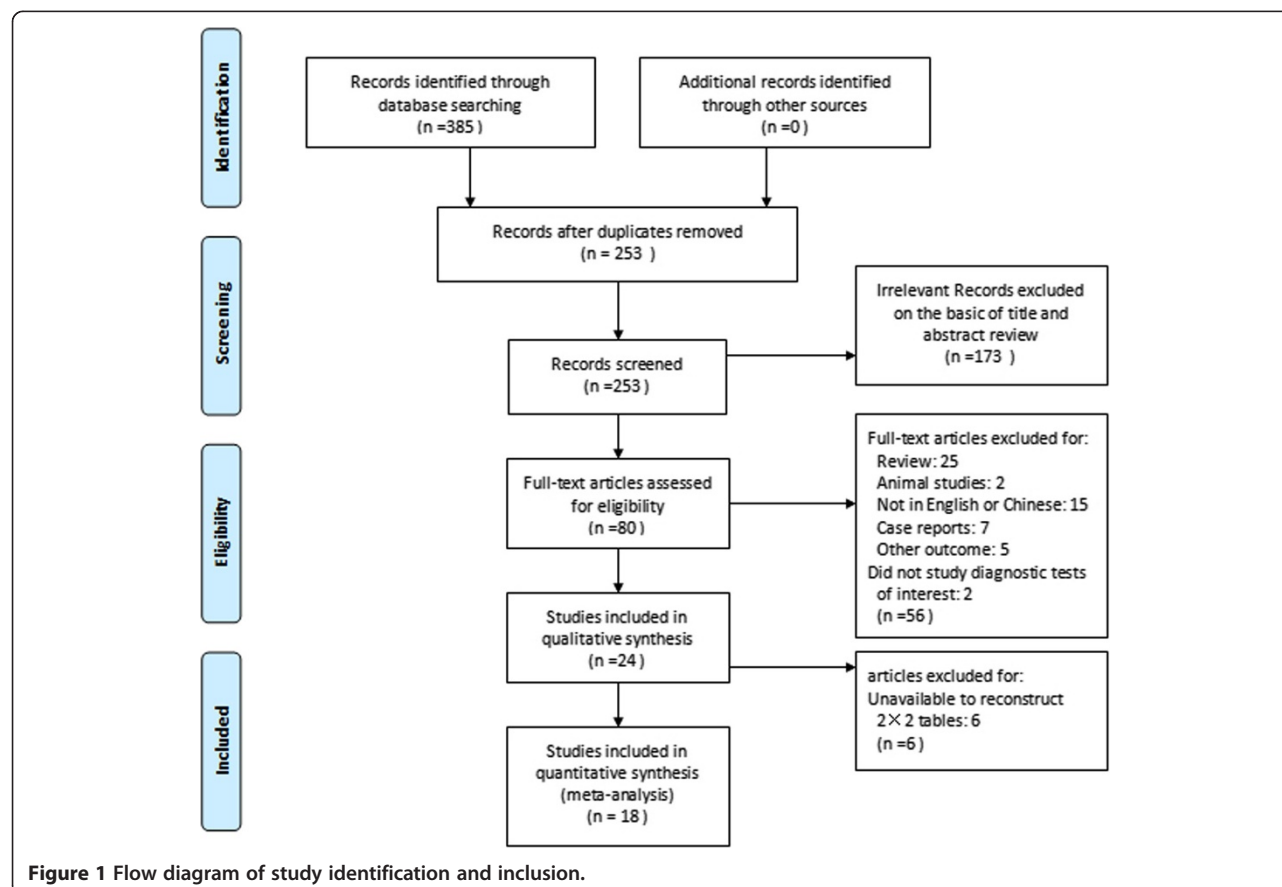 Identification
Records identified through
database searching
(n =385 )
Additional records identified
through other sources
(n =0 )
Records after duplicates removed
(n = 253 )
Screening
Irrelevant Records excluded
on the basic of title and
abstract review
(n =173 )
Records screened
(n =253 )
Eligibility
Full-text articles assessed
for eligibility
(n =80 )
Full-text articles excluded for:
Review: 25
Animal studies: 2
Not in English or Chinese: 15
Case reports: 7
Other outcome: 5
Did not study diagnostic tests
of interest: 2
(n =56 )
Studies included in
qualitative synthesis
(n =24 )
Included
articles excluded for:
Unavailable to reconstruct
2×2 tables: 6
(n =6 )
Studies included in
quantitative synthesis
(meta-analysis)
(n = 18 )
Figure 1 Flow diagram of study identification and inclusion.